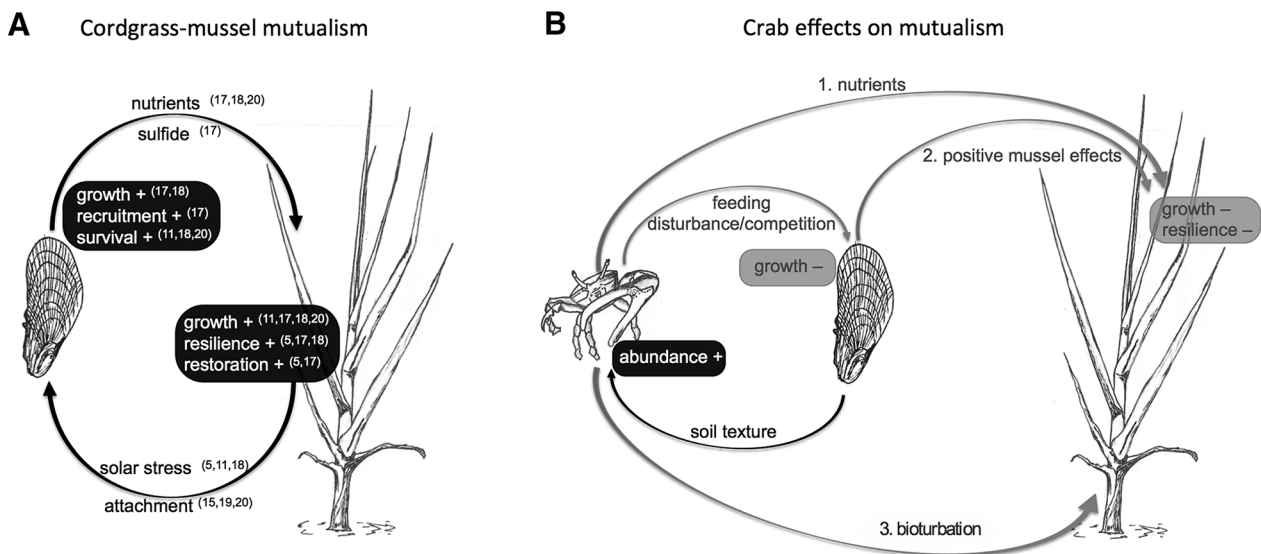 A
Cordgrass-mussel mutualism
nutrients (17,18,20)
sulfide (17)
growth + (17,18)
recruitment + (17)
survival + (11,18,20)
growth + (11,17,18,20)
resilience + (5,17,18)
restoration + (5,17)
solar stress (5,11,18)
attachment (15,19,20)
B
Crab effects on mutualism
1. nutrients
2. positive mussel effects
feeding
disturbance/competition
growth –
growth –
resilience –
abundance +
soil texture
3. bioturbation